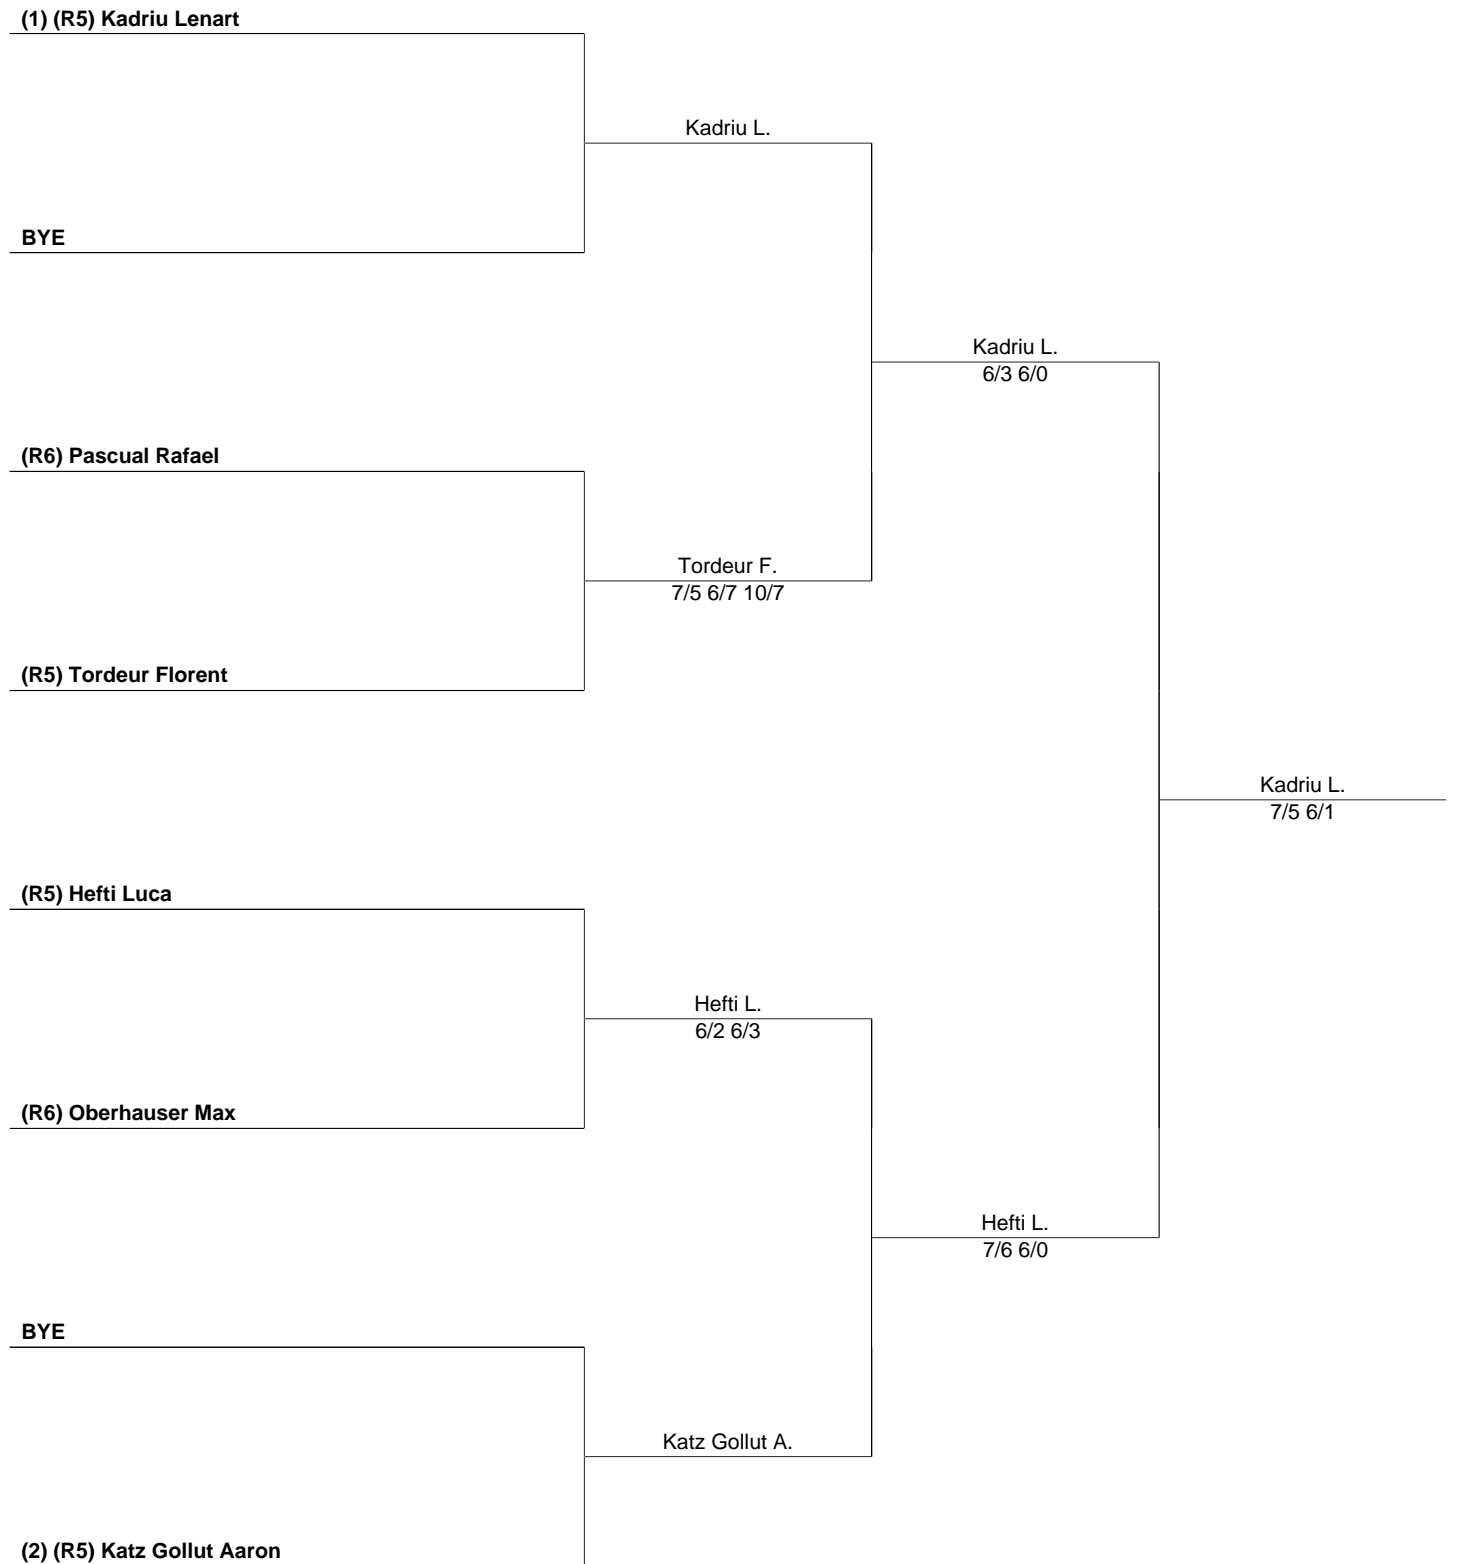 (1) (R5) Kadriu Lenart
Kadriu L.
BYE
Kadriu L.
6/3 6/0
(R6) Pascual Rafael
Tordeur F.
7/5 6/7 10/7
(R5) Tordeur Florent
Kadriu L.
7/5 6/1
(R5) Hefti Luca
Hefti L.
6/2 6/3
(R6) Oberhauser Max
Hefti L.
7/6 6/0
BYE
Katz Gollut A.
(2) (R5) Katz Gollut Aaron